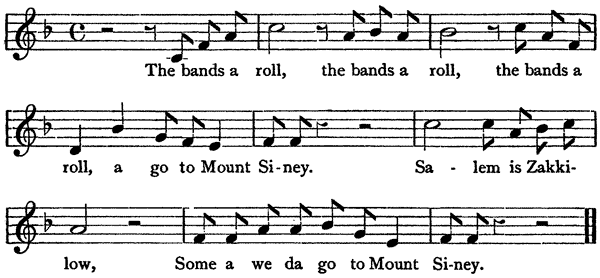 The bands a roll, the bands a roll, the bands a
roll, a go to Mount Si-ney. Sa - lem is Zakki-
low, Some a we da go to Mount Si-ney.